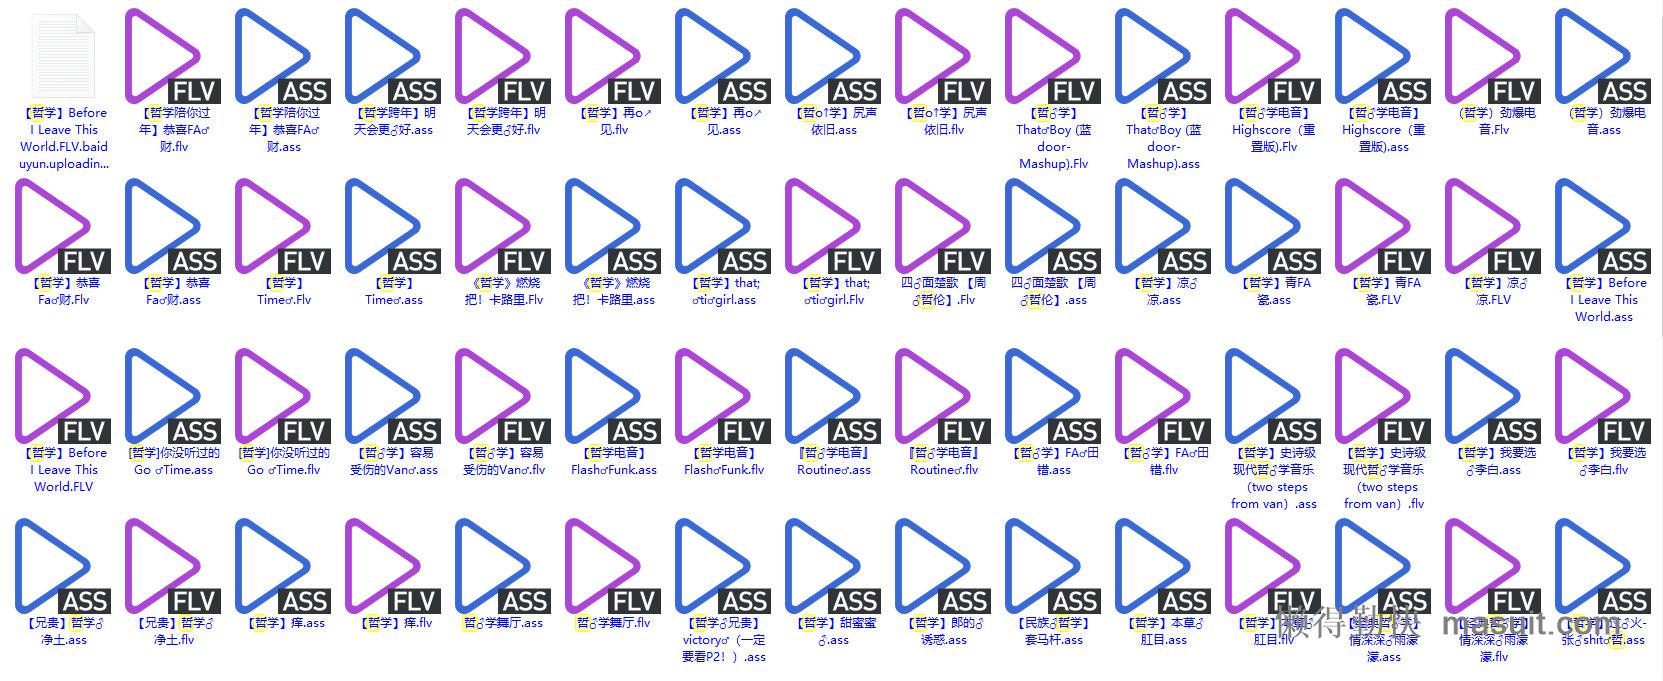 FLV
ASS
ASS
FLV
FLV
ASS
ASS
FLV
FLV
ASS
FLV
ASS
FLV
ASS
【哲学】Before
I Leave This
World.FLV.baid
uyun.uploadin...
【哲学陪你过
年】恭喜FA♂
财.flv
【哲学陪你过
年】恭喜FA♂
财.ass
【哲学跨年】明
天会更♂好.ass
【哲学跨年】明
天会更♂好.flv
【哲学】再o↗
见.flv
【哲学】再o↗
见.ass
【哲o↑学】尻声
依旧.ass
【哲o↑学】尻声
依旧.flv
【哲♂学】
That♂Boy (蓝
door-
Mashup).Flv
【哲♂学】
That♂Boy (蓝
door-
Mashup).ass
【哲♂学电音】
Highscore（重
置版).Flv
【哲♂学电音】
Highscore（重
置版).ass
（哲学）劲爆电
音.Flv
（哲学）劲爆电
音.ass
FLV
ASS
FLV
ASS
FLV
ASS
ASS
FLV
FLV
ASS
ASS
ASS
FLV
FLV
ASS
【哲学】恭喜
Fa♂财.Flv
【哲学】恭喜
Fa♂财.ass
【哲学】
Time♂.Flv
【哲学】
Time♂.ass
《哲学》燃烧
把！卡路里.Flv
《哲学》燃烧
把！卡路里.ass
【哲学】that;
♂ti♂girl.ass
【哲学】that;
♂ti♂girl.Flv
四♂面楚歌 【周
♂哲伦】.Flv
四♂面楚歌 【周
♂哲伦】.ass
【哲学】凉♂
凉.ass
【哲学】青FA
瓷.ass
【哲学】青FA
瓷.FLV
【哲学】凉♂
凉.FLV
【哲学】Before
I Leave This
World.ass
FLV
ASS
FLV
ASS
FLV
ASS
FLV
ASS
FLV
ASS
FLV
ASS
FLV
ASS
FLV
【哲学】Before
I Leave This
World.FLV
[哲学]你没听过的
Go ♂Time.ass
[哲学]你没听过的
Go ♂Time.flv
【哲♂学】容易
受伤的Van♂.ass
【哲♂学】容易
受伤的Van♂.flv
【哲学电音】
Flash♂Funk.ass
【哲学电音】
Flash♂Funk.flv
『哲♂学电音』
Routine♂.ass
『哲♂学电音』
Routine♂.flv
【哲♂学】FA♂田
错.ass
【哲♂学】FA♂田
错.flv
【哲学】史诗级
现代哲♂学音乐
（two steps
from van）.ass
【哲学】史诗级
现代哲♂学音乐
（two steps
from van）.flv
【哲学】我要选
♂李白.ass
【哲学】我要选
♂李白.flv
ASS
FLV
ASS
FLV
ASS
FLV
ASS
ASS
ASS
ASS
ASS
FLV
ASS
FLV
ASS
【兄贵】哲学♂
净土.ass
【兄贵】哲学♂
净土.flv
【哲学】痒.ass
【哲学】痒.flv
哲♂学舞厅.ass
哲♂学舞厅.flv
【哲学♂兄贵】
victory♂（一定
要看P2！）.ass
【哲学】甜蜜蜜
♂.ass
【哲学】郎的♂
诱惑.ass
【民族♂哲学】
套马杆.ass
【哲学】本草♂
肛目.ass
【哲学】本草♂
肛目.flv
【经典哲♂学】
情深深♂雨濛
濛.ass
【经典哲♂学】
情深深♂雨濛
濛.flv
♂火-
张♂shit♂哲.ass
懒得勤快 masuit.com